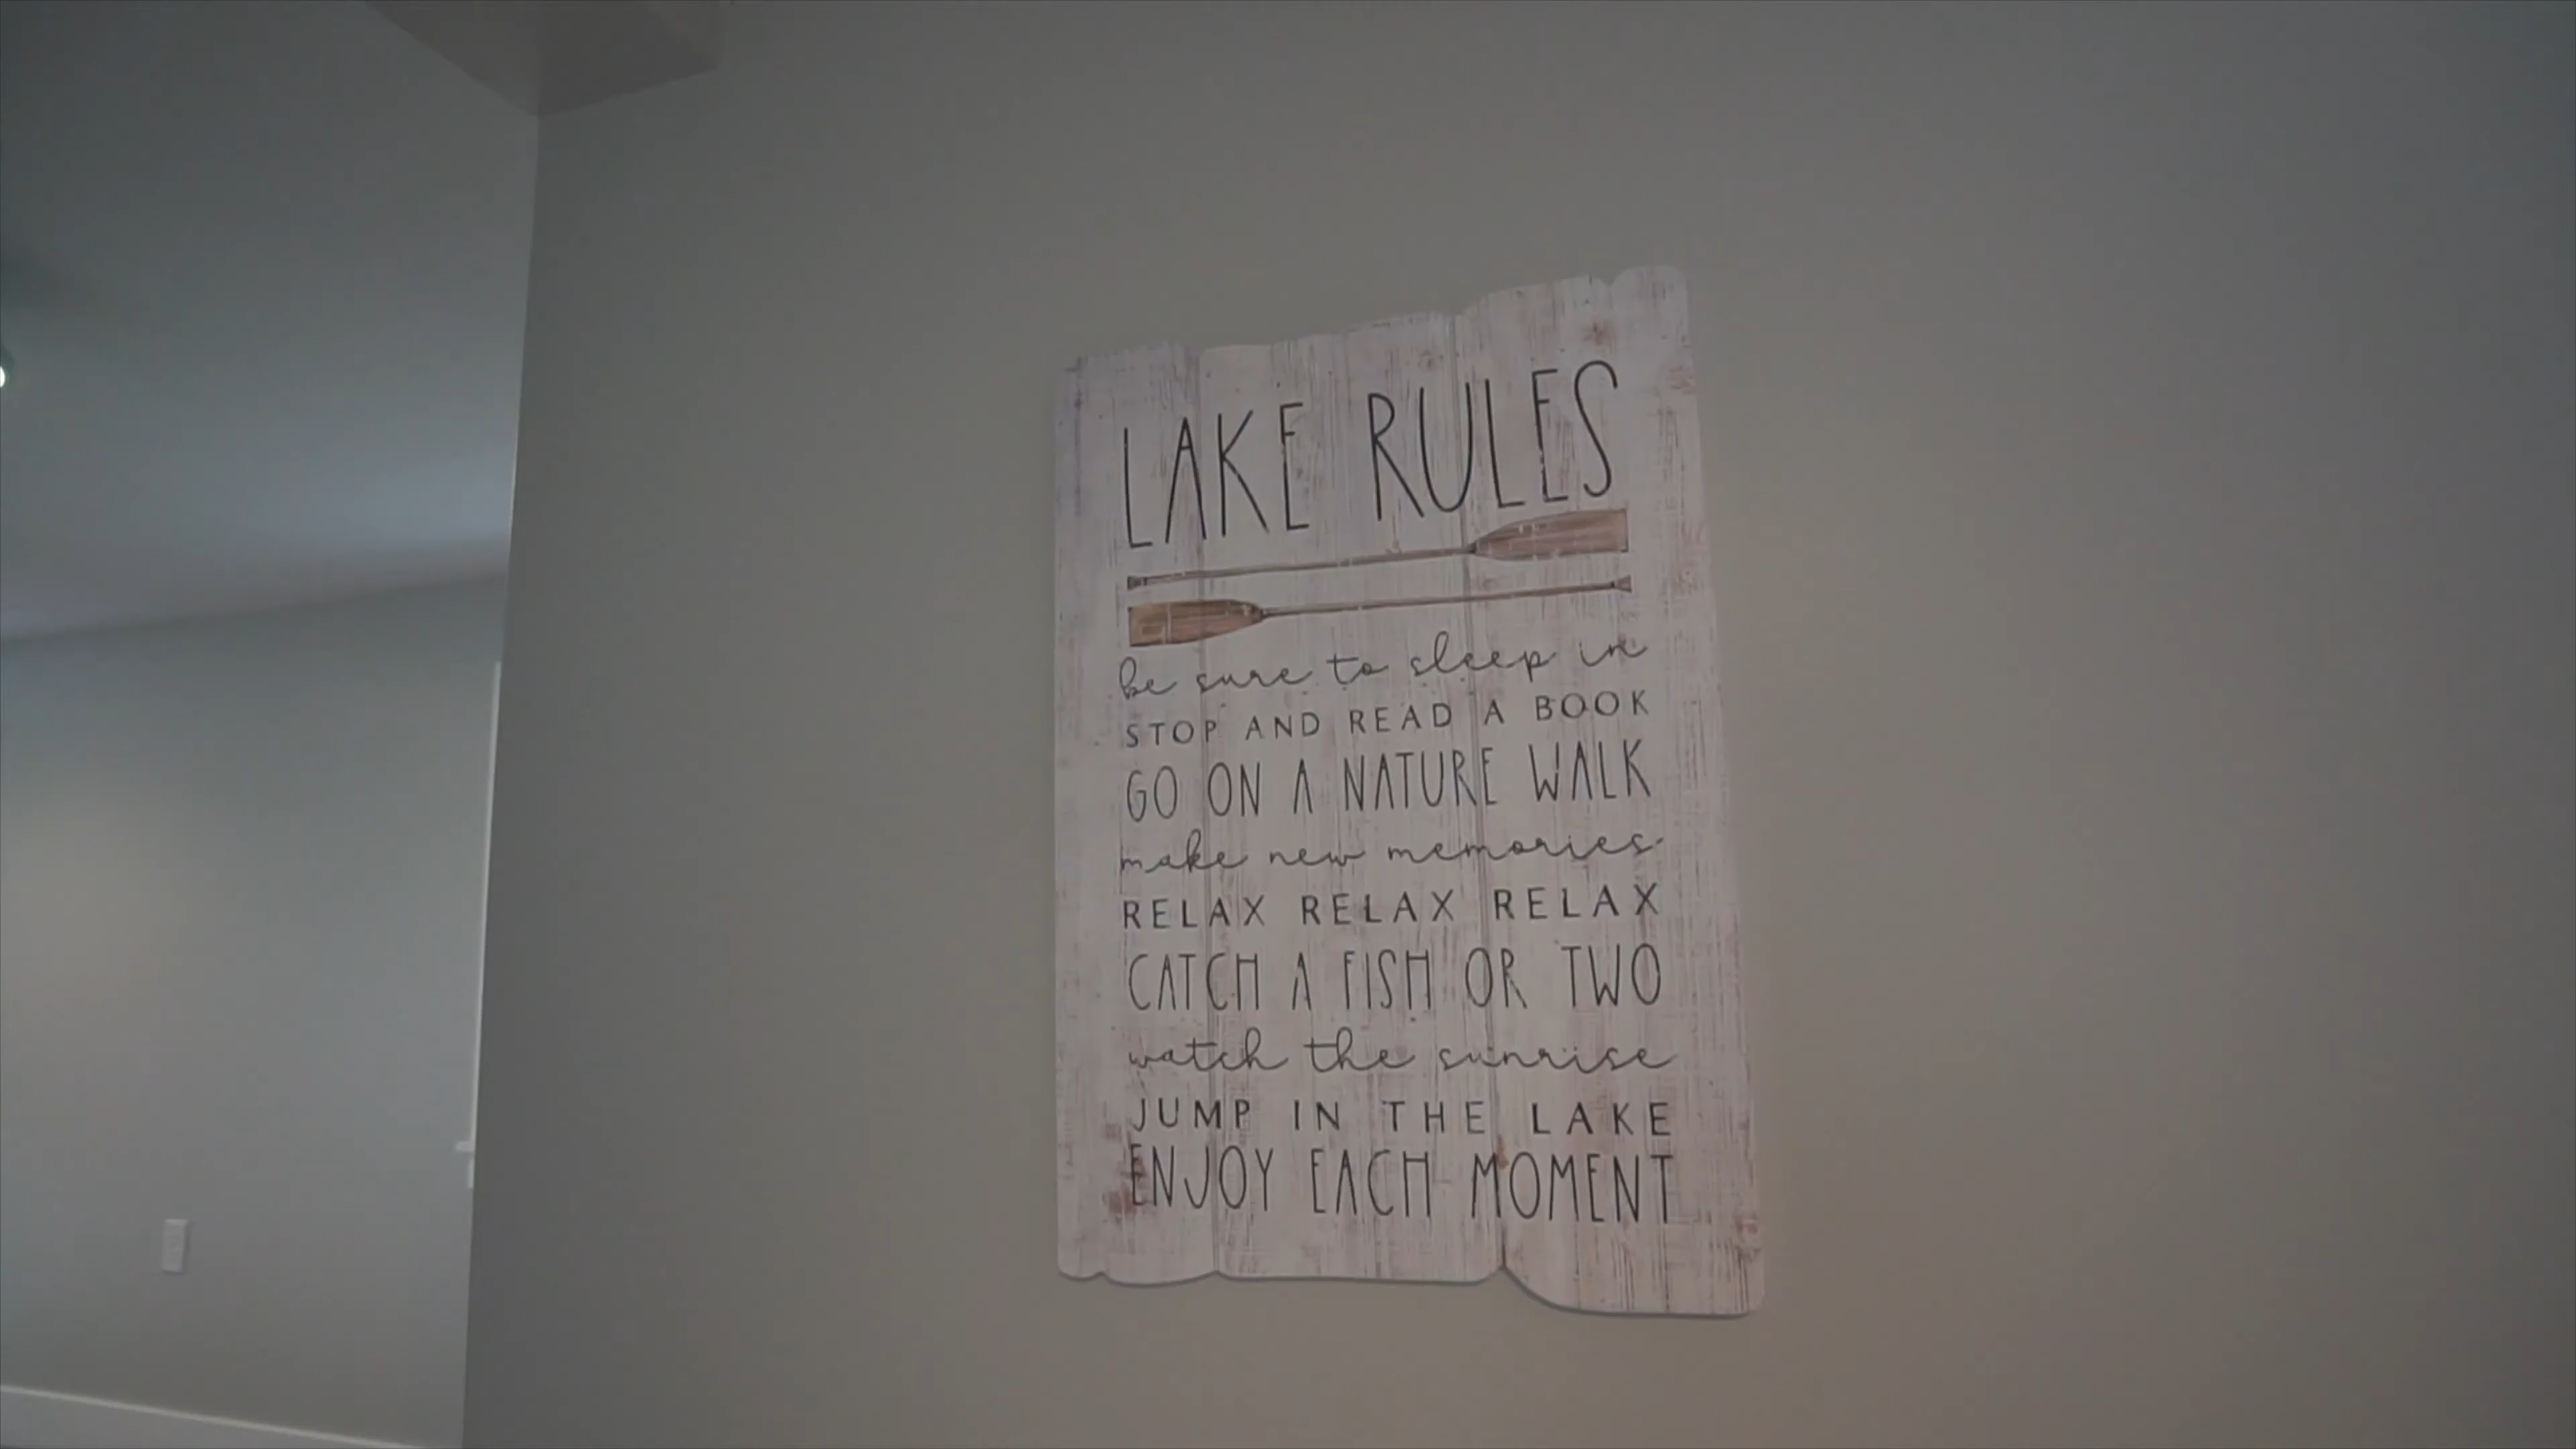 LAKE RULES
be sure to sleep in
STOP AND READ A BOOK
GO ON A NATURE WALK
make new memories
RELAX RELAX RELAX
CATCH A FISH OR TWO
watch the sunrise
JUMP IN THE LAKE
ENJOY EACH MOMENT